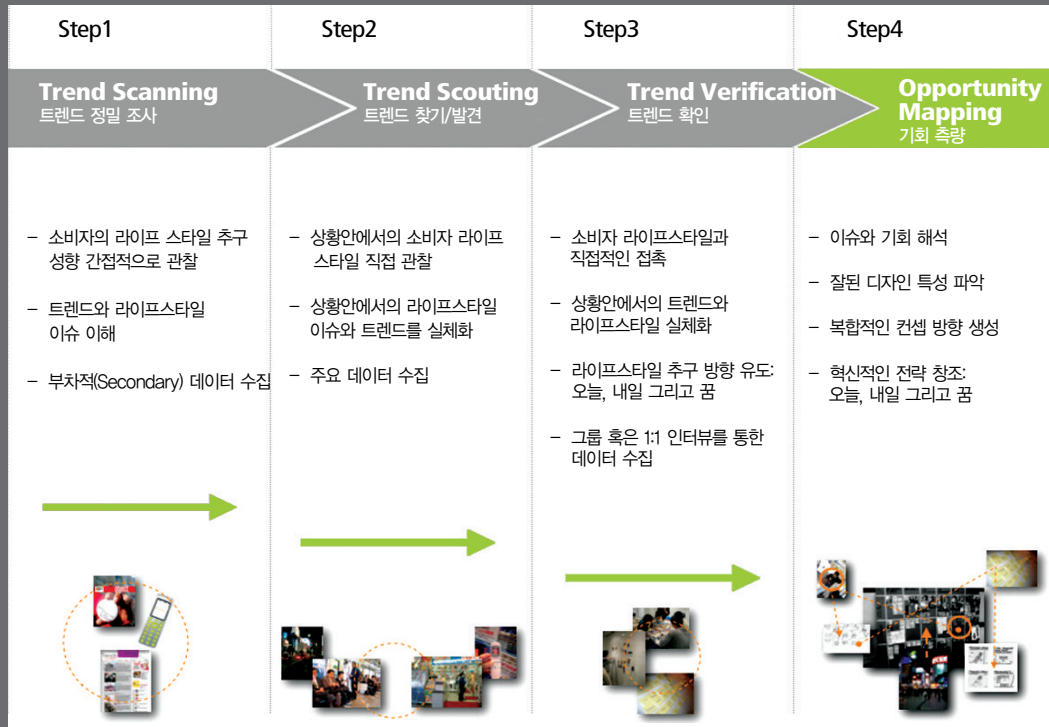 Step1
Trend Scanning
트렌드 정밀 조사
– 소비자의 라이프 스타일 추구
성향 간접적으로 관찰
– 트렌드와 라이프스타일
이슈 이해
– 부차적(Secondary) 데이터 수집
Step2
Trend Scouting
트렌드 찾기/발견
– 상황안에서의 소비자 라이프
스타일 직접 관찰
– 상황안에서의 라이프스타일
이슈와 트렌드를 실체화
– 주요 데이터 수집
Step3
Trend Verification
트렌드 확인
– 소비자 라이프스타일과
직접적인 접촉
– 상황안에서의 트렌드와
라이프스타일 실체화
– 라이프스타일 추구 방향 유도:
오늘, 내일 그리고 꿈
– 그룹 혹은 1:1 인터뷰를 통한
데이터 수집
Step4
Opportunity
Mapping
기회 측량
– 이슈와 기회 해석
– 잘된 디자인 특성 파악
– 복합적인 컨셉 방향 생성
– 혁신적인 전략 창조:
오늘, 내일 그리고 꿈